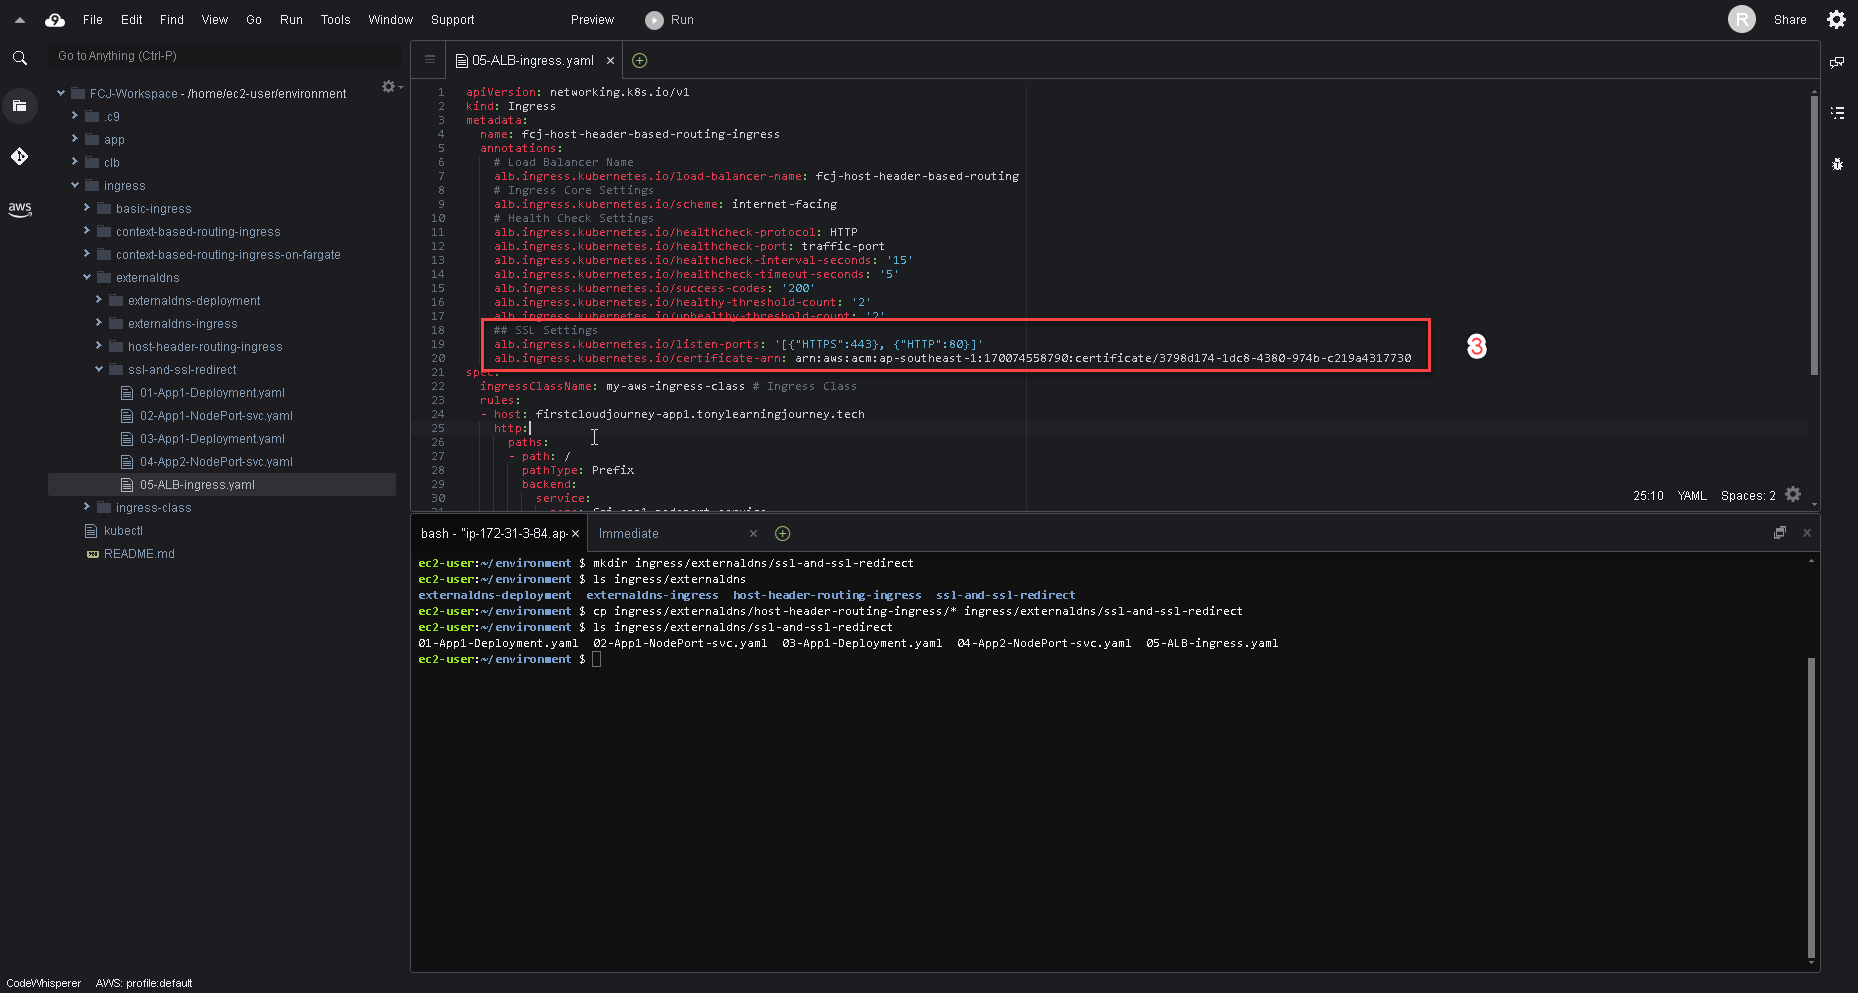 File Edit Find View Go Run Tools Window Support Preview Run R Share
Go to Anything (Ctrl-P)
aws
FCJ-Workspace - /home/ec2-user/environment
.c9
app
clb
ingress
basic-ingress
context-based-routing-ingress
context-based-routing-ingress-on-fargate
externaldns
externaldns-deployment
externaldns-ingress
host-header-routing-ingress
ssl-and-ssl-redirect
01-App1-Deployment.yaml
02-App1-NodePort-svc.yaml
03-App1-Deployment.yaml
04-App2-NodePort-svc.yaml
05-ALB-ingress.yaml
ingress-class
kubectl
README.md
05-ALB-ingress.yaml
1 apiVersion: networking.k8s.io/v1
2 kind: Ingress
3 metadata:
4 name: fcj-host-header-based-routing-ingress
5 annotations:
6 # Load Balancer Name
7 alb.ingress.kubernetes.io/load-balancer-name: fcj-host-header-based-routing
8 # Ingress Core Settings
9 alb.ingress.kubernetes.io/scheme: internet-facing
10 # Health Check Settings
11 alb.ingress.kubernetes.io/healthcheck-protocol: HTTP
12 alb.ingress.kubernetes.io/healthcheck-port: traffic-port
13 alb.ingress.kubernetes.io/healthcheck-interval-seconds: '15'
14 alb.ingress.kubernetes.io/healthcheck-timeout-seconds: '5'
15 alb.ingress.kubernetes.io/success-codes: '200'
16 alb.ingress.kubernetes.io/healthy-threshold-count: '2'
17 alb.ingress.kubernetes.io/unhealthy-threshold-count: '2'
18 ## SSL Settings
19 alb.ingress.kubernetes.io/listen-ports: '[{"HTTPS":443}, {"HTTP":80}]'
20 alb.ingress.kubernetes.io/certificate-arn: arn:aws:acm:ap-southeast-1:170074558790:certificate/3798d174-1dc8-4380-974b-c219a4317730
3
21 spec:
22 ingressClassName: my-aws-ingress-class # Ingress Class
23 rules:
24 - host: firstcloudjourney-app1.tonylearningjourney.tech
25 http:
26 paths:
27 - path: /
28 pathType: Prefix
29 backend:
30 service:
31 name: fcj-app1-nodeport-service
25:10 YAML Spaces: 2
bash - "ip-172-31-3-84.ap- Immediate
ec2-user:~/environment $ mkdir ingress/externaldns/ssl-and-ssl-redirect
ec2-user:~/environment $ ls ingress/externaldns
externaldns-deployment externaldns-ingress host-header-routing-ingress ssl-and-ssl-redirect
ec2-user:~/environment $ cp ingress/externaldns/host-header-routing-ingress/* ingress/externaldns/ssl-and-ssl-redirect
ec2-user:~/environment $ ls ingress/externaldns/ssl-and-ssl-redirect
01-App1-Deployment.yaml 02-App1-NodePort-svc.yaml 03-App1-Deployment.yaml 04-App2-NodePort-svc.yaml 05-ALB-ingress.yaml
ec2-user:~/environment $
CodeWhisperer AWS: profile:default